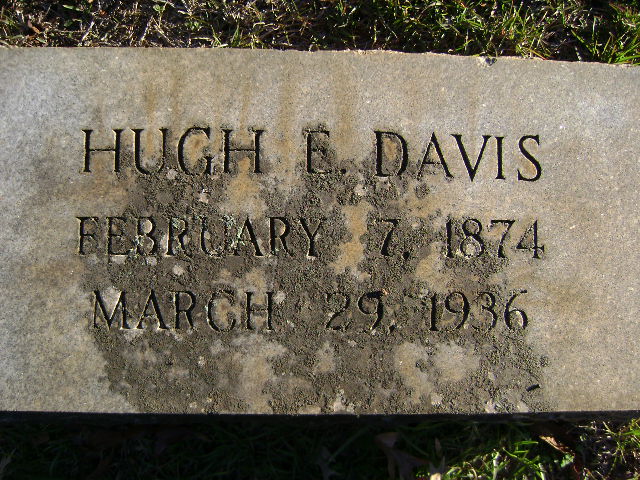 HUGH E. DAVIS
FEBRUARY 7, 1874
MARCH 29, 1936